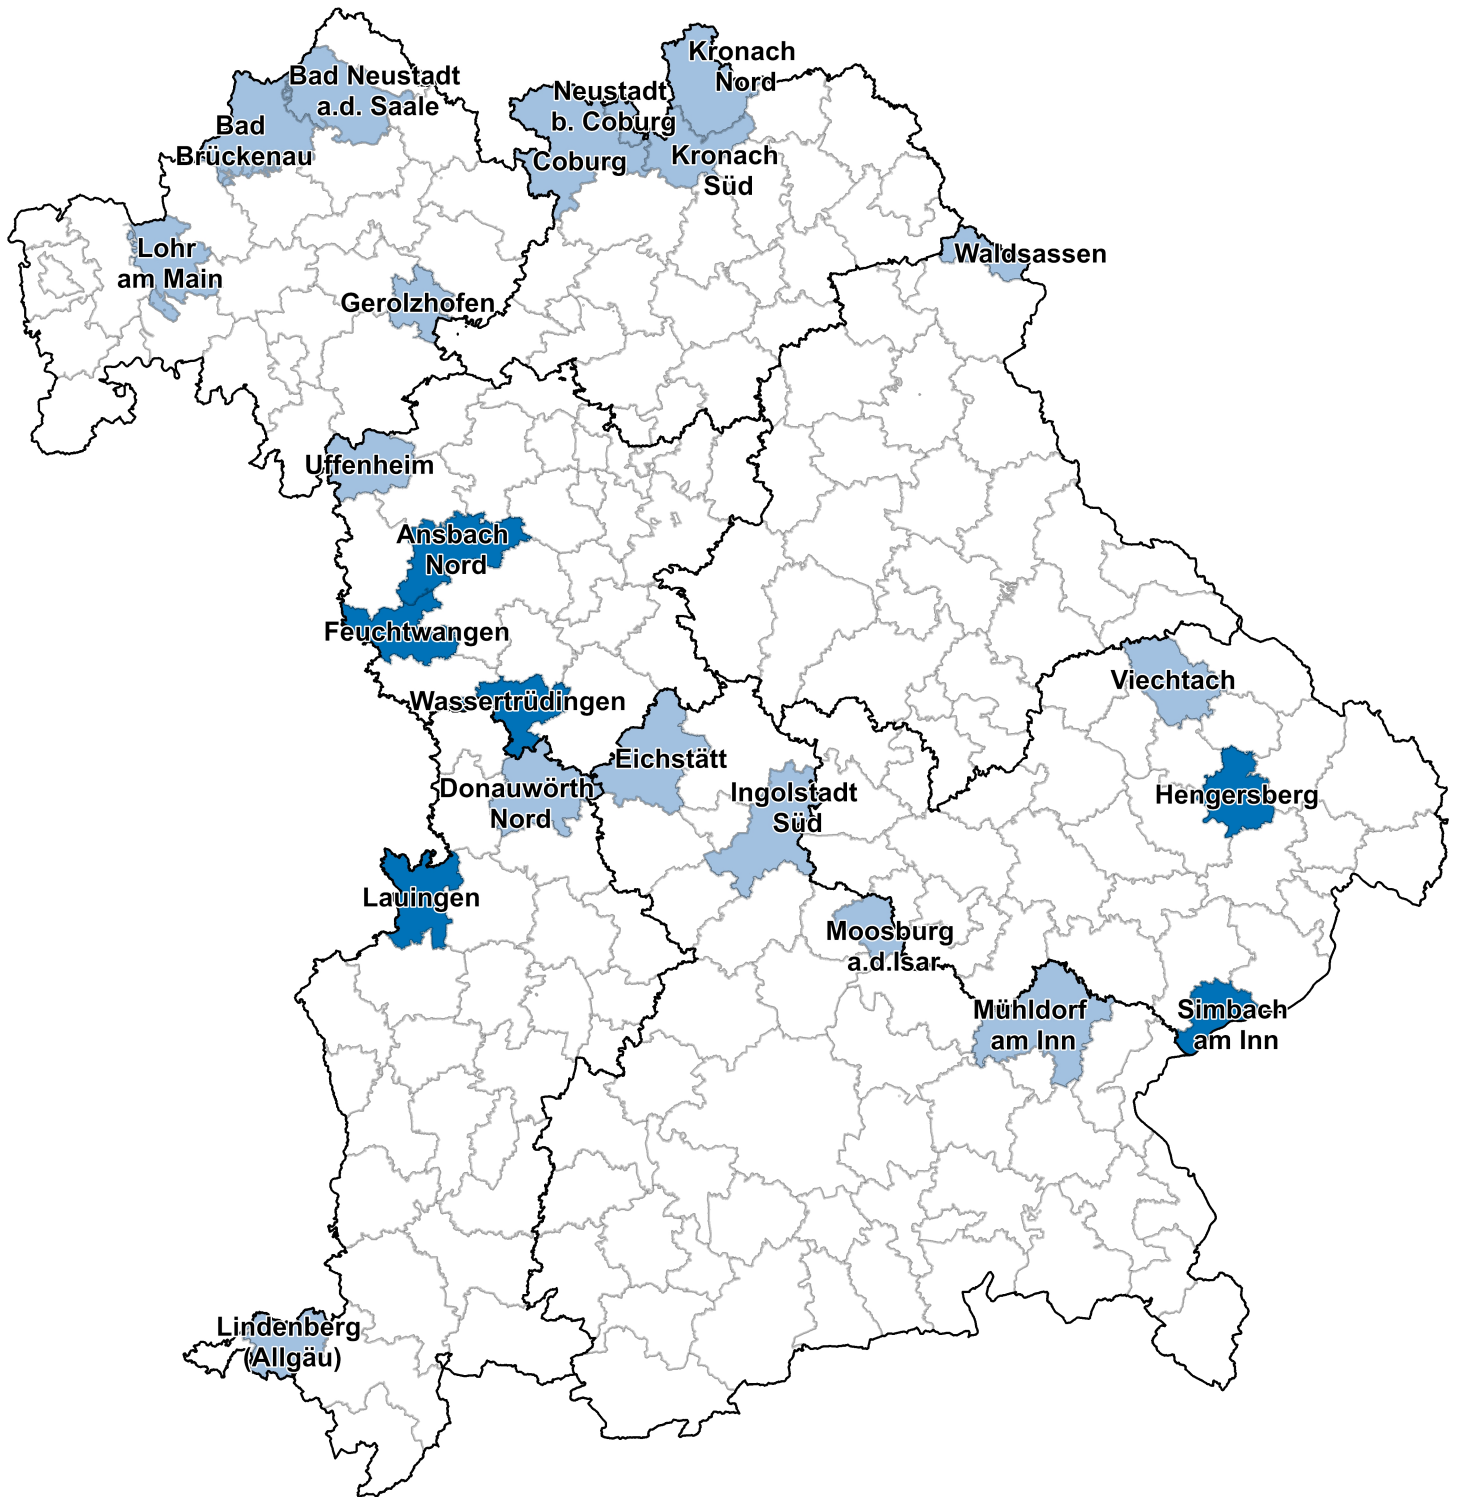 Kronach
Nord
Bad Neustadt
a.d. Saale
Neustadt
b. Coburg
Bad
Brückenau
Coburg
Kronach
Süd
Lohr
am Main
Waldsassen
Gerolzhofen
Uffenheim
Ansbach
Nord
Feuchtwangen
Viechtach
Wassertrüdingen
Eichstätt
Donauwörth
Nord
Ingolstadt
Süd
Hengersberg
Lauingen
Moosburg
a.d.Isar
Mühldorf
am Inn
Simbach
am Inn
Lindenberg
(Allgäu)